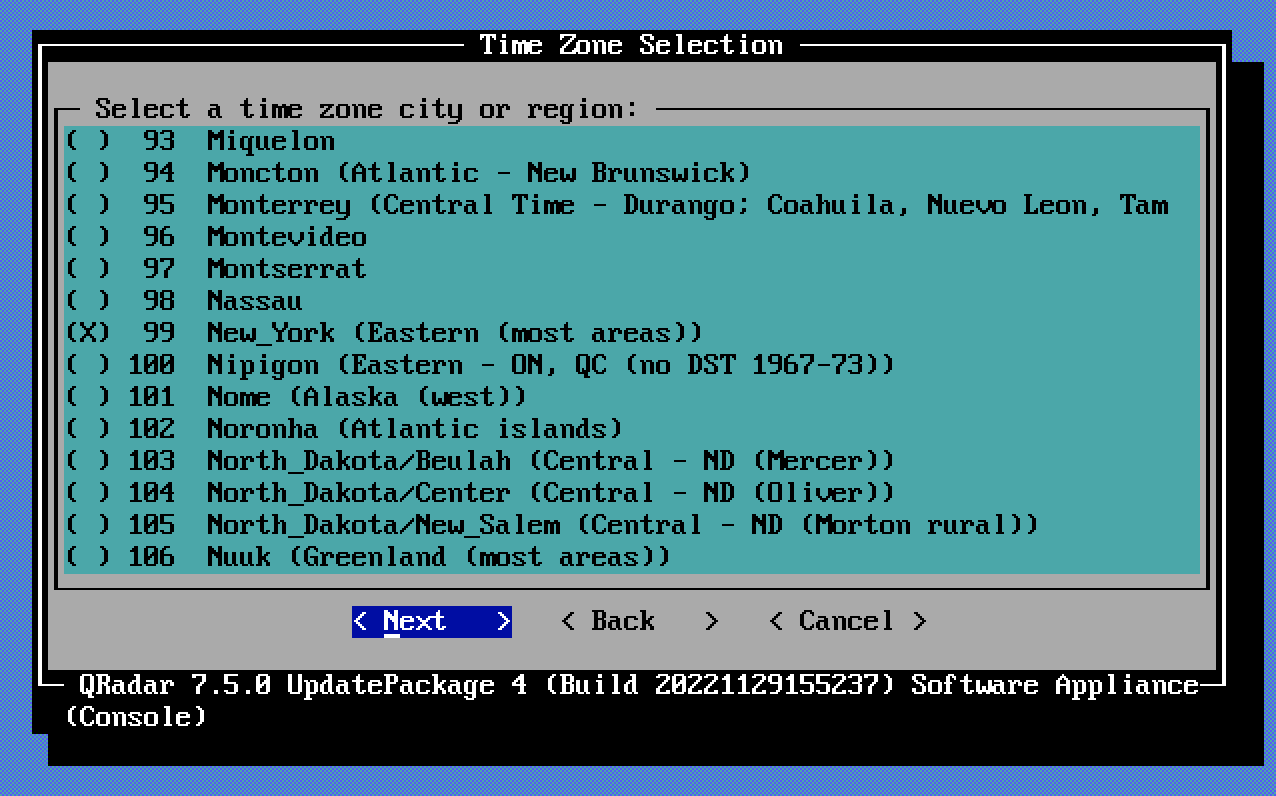 Time Zone Selection
Select a time zone city or region:
( ) 93 Miquelon
( ) 94 Moncton (Atlantic - New Brunswick)
( ) 95 Monterrey (Central Time - Durango; Coahuila, Nuevo Leon, Tam
( ) 96 Montevideo
( ) 97 Montserrat
( ) 98 Nassau
(X) 99 New_York (Eastern (most areas))
( ) 100 Nipigon (Eastern - ON, QC (no DST 1967-73))
( ) 101 Nome (Alaska (west))
( ) 102 Noronha (Atlantic islands)
( ) 103 North_Dakota/Beulah (Central - ND (Mercer))
( ) 104 North_Dakota/Center (Central - ND (Oliver))
( ) 105 North_Dakota/New_Salem (Central - ND (Morton rural))
( ) 106 Nuuk (Greenland (most areas))
< Next > < Back > < Cancel >
QRadar 7.5.0 UpdatePackage 4 (Build 20221129155237) Software Appliance
(Console)